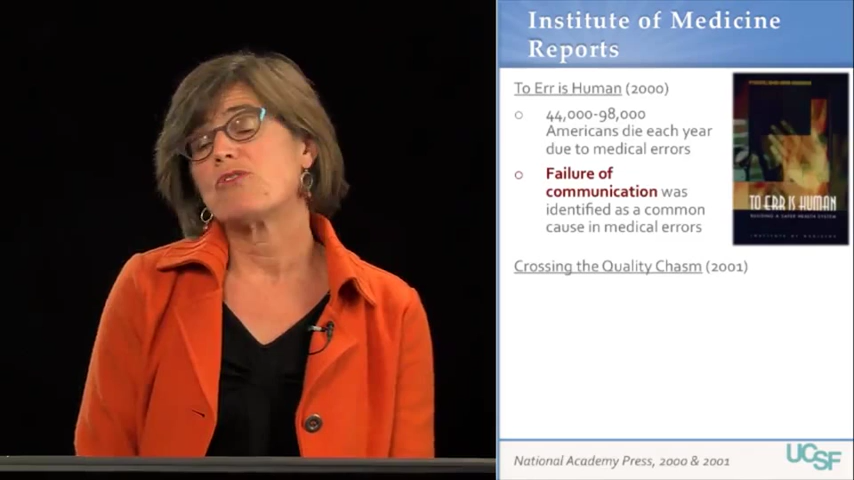 Institute of Medicine
Reports
To Err is Human (2000)
44,000-98,000
Americans die each year
due to medical errors
Failure of
communication was
identified as a common
cause in medical errors
TO ERR IS HUMAN
BUILDING A SAFER HEALTH SYSTEM
INSTITUTE OF MEDICINE
Crossing the Quality Chasm (2001)
National Academy Press, 2000 & 2001
UCSF